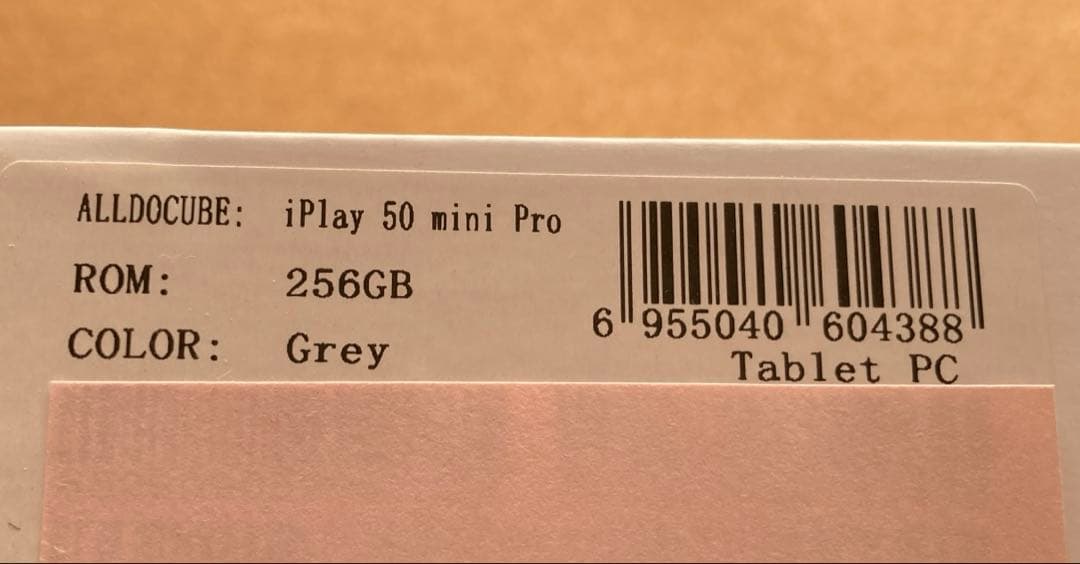 ALLDOCUBE: iPlay 50 mini Pro
ROM: 256GB
COLOR: Grey
6 955040 604388
Tablet PC